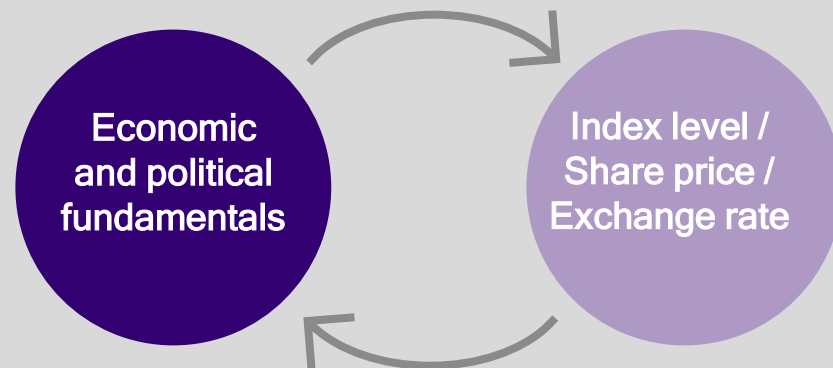 Economic
and political
fundamentals
Index level /
Share price /
Exchange rate